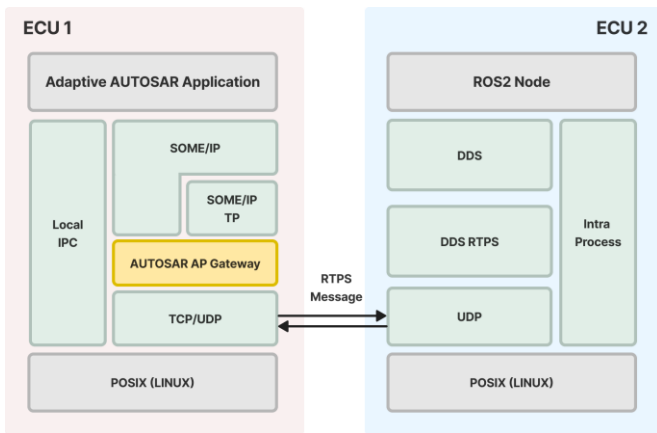 ECU 1
Adaptive AUTOSAR Application
SOME/IP
SOME/IP
TP
Local
IPC
AUTOSAR AP Gateway
TCP/UDP
POSIX (LINUX)
RTPS
Message
ECU 2
ROS2 Node
DDS
DDS RTPS
Intra
Process
UDP
POSIX (LINUX)